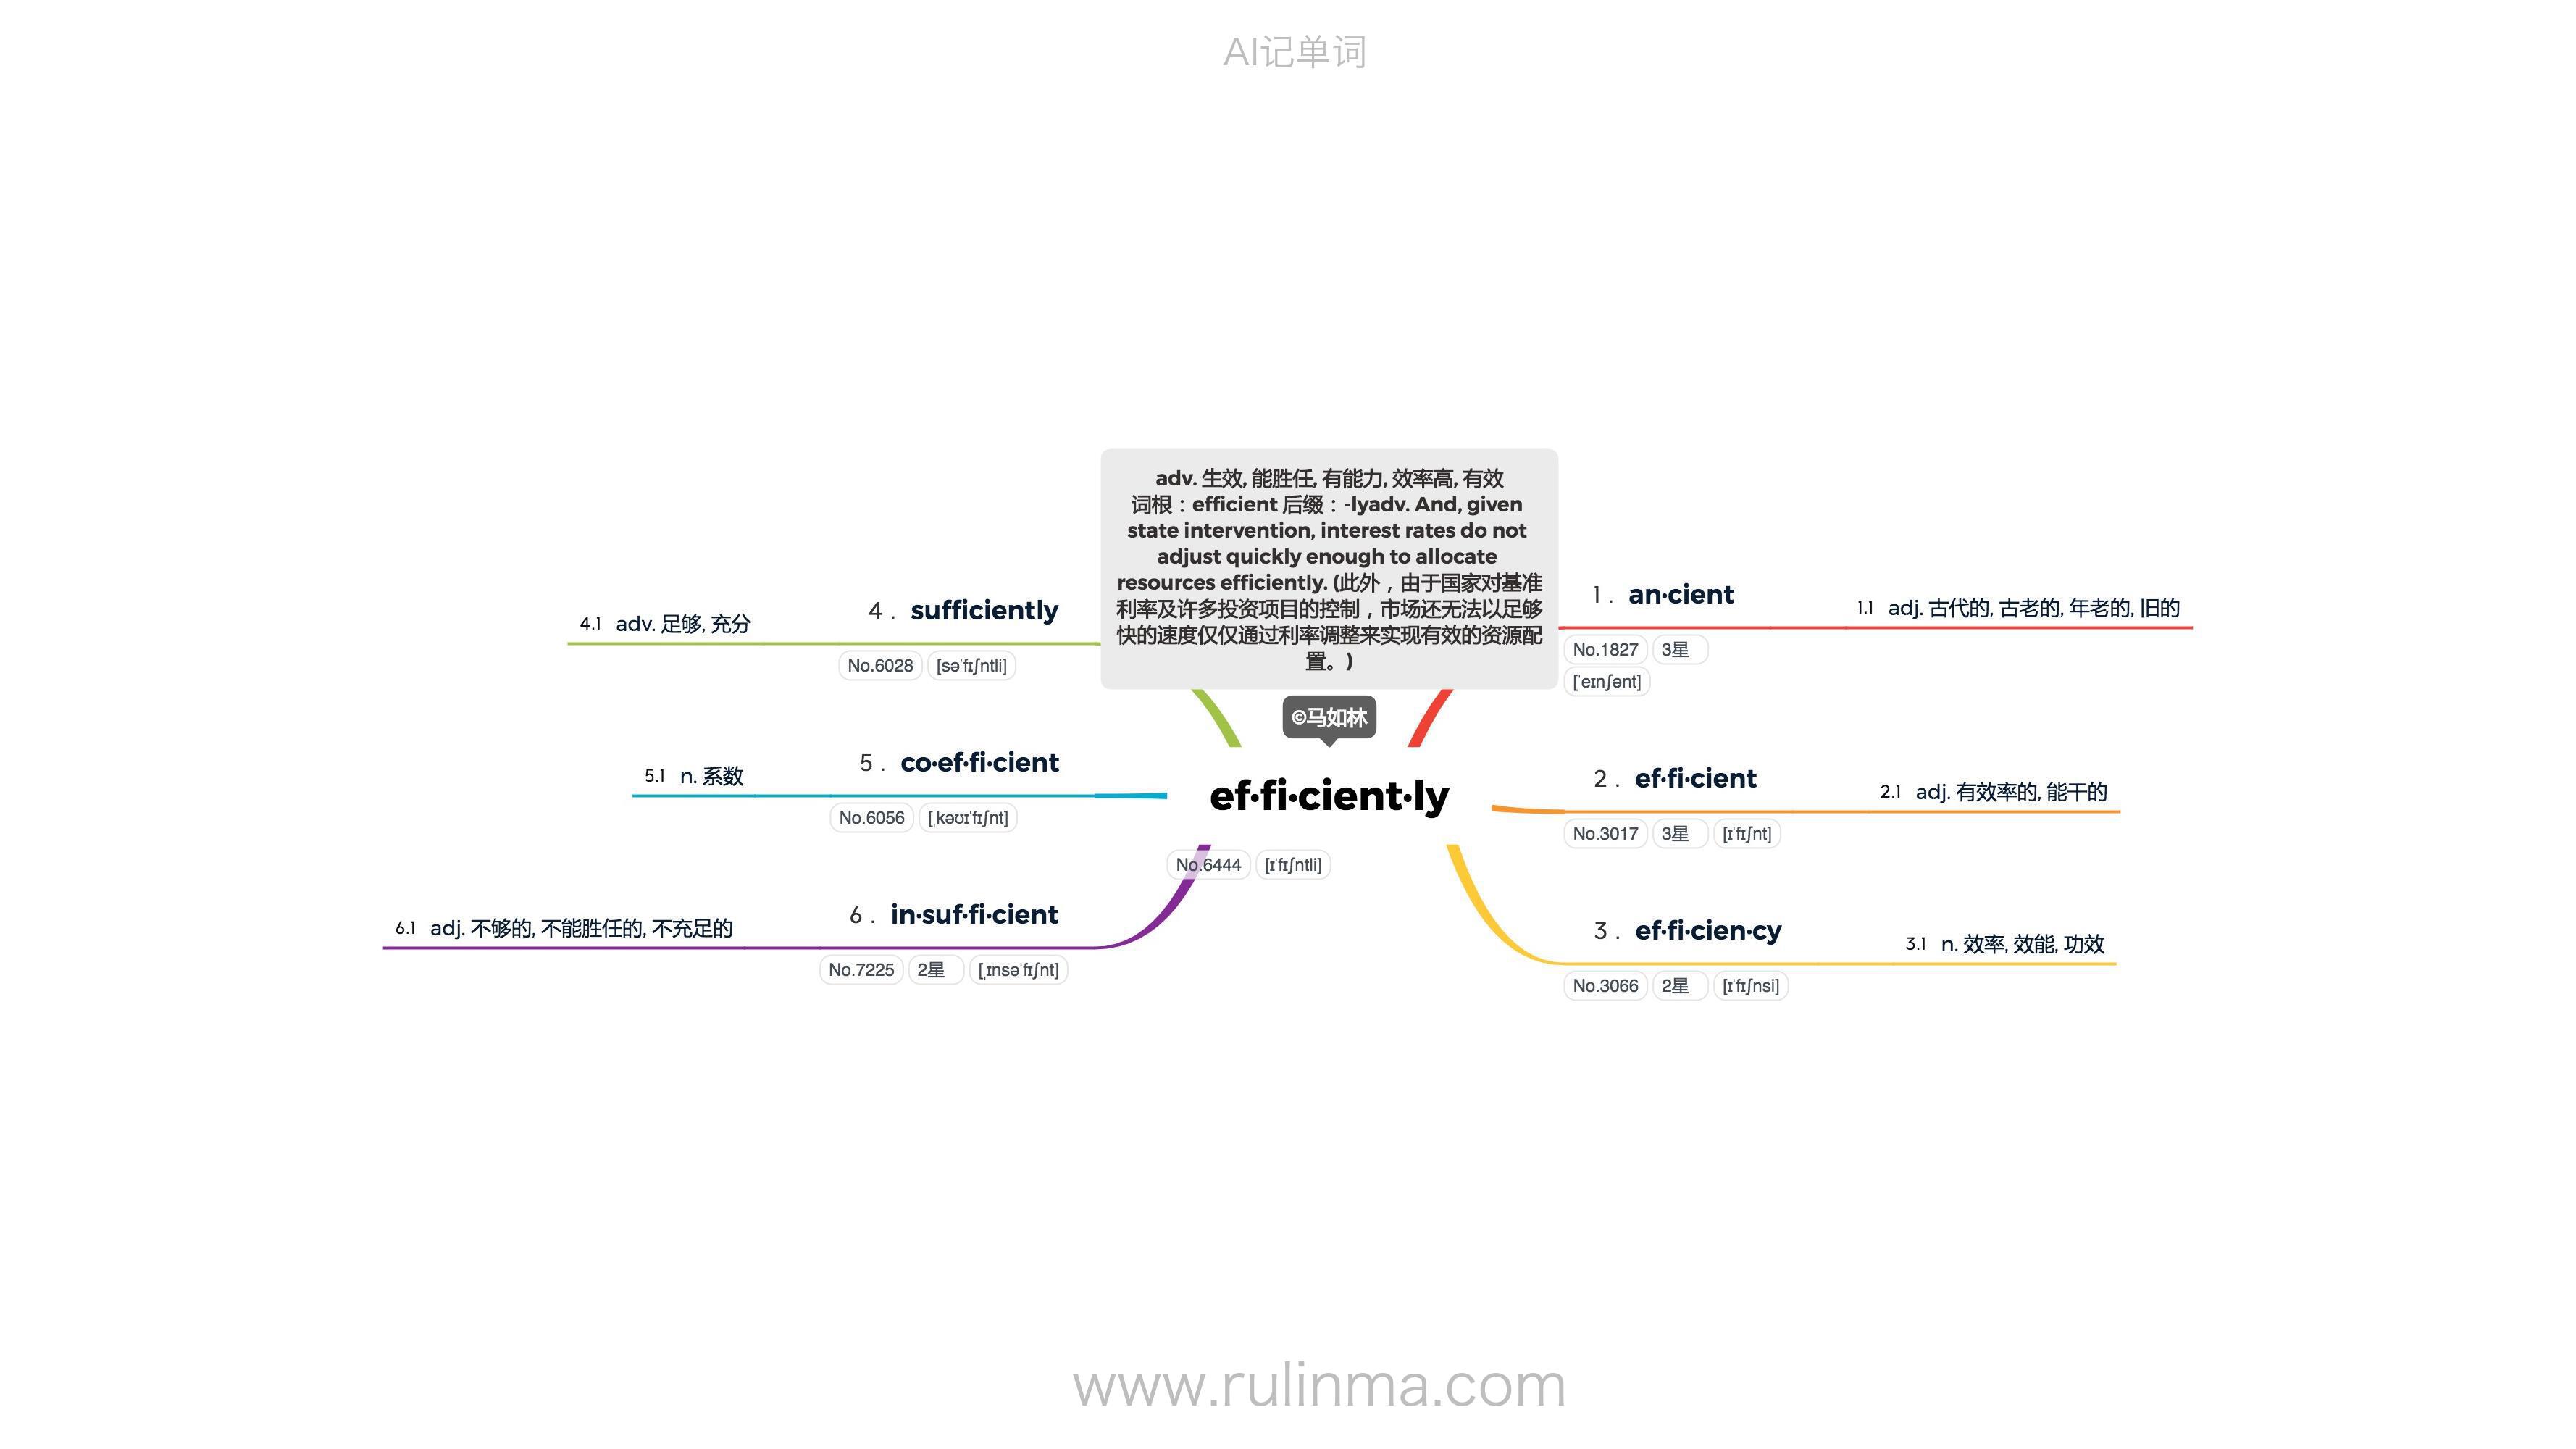 AI记单词
adv. 生效, 能胜任, 有能力, 效率高, 有效
词根：efficient 后缀：-lyadv. And, given
state intervention, interest rates do not
adjust quickly enough to allocate
resources efficiently. (此外，由于国家对基准
利率及许多投资项目的控制，市场还无法以足够
快的速度仅仅通过利率调整来实现有效的资源配
置。)
©马如林
ef·fi·cient·ly
No.6444 [ɪˈfɪʃntli]
1. an·cient
No.1827 3星
[ˈeɪnʃənt]
1.1 adj. 古代的, 古老的, 年老的, 旧的
2. ef·fi·cient
No.3017 3星 [ɪˈfɪʃnt]
2.1 adj. 有效率的, 能干的
3. ef·fi·cien·cy
No.3066 2星 [ɪˈfɪʃnsi]
3.1 n. 效率, 效能, 功效
4. sufficiently
No.6028 [səˈfɪʃntli]
4.1 adv. 足够, 充分
5. co·ef·fi·cient
No.6056 [ˌkəʊɪˈfɪʃnt]
5.1 n. 系数
6. in·suf·fi·cient
No.7225 2星 [ˌɪnsəˈfɪʃnt]
6.1 adj. 不够的, 不能胜任的, 不充足的
www.rulinma.com